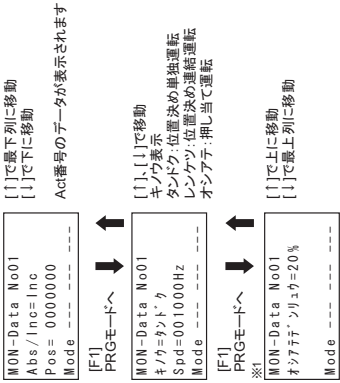 MON-Data No01
Abs/Inc=Inc
Pos= 0000000
Mode --- --- ---
[↑]で最下列に移動
[↓]で下に移動
Act番号のデータが表示されます
[F1]
PRGモードへ
MON-Data No01
ｷﾉｳ=ﾀﾝﾄﾞｸ
Spd=001000Hz
Mode --- --- ---
[↑]、[↓]で移動
キノウ表示
タンドク:位置決め単独運転
レンケツ:位置決め連結運転
オシアテ:押し当て運転
[F1]
PRGモードへ
※1
MON-Data No01
ｵｼｱﾃﾃﾞﾝﾘｭｳ=20%
Mode --- --- ---
[↑]で上に移動
[↓]で最上列に移動